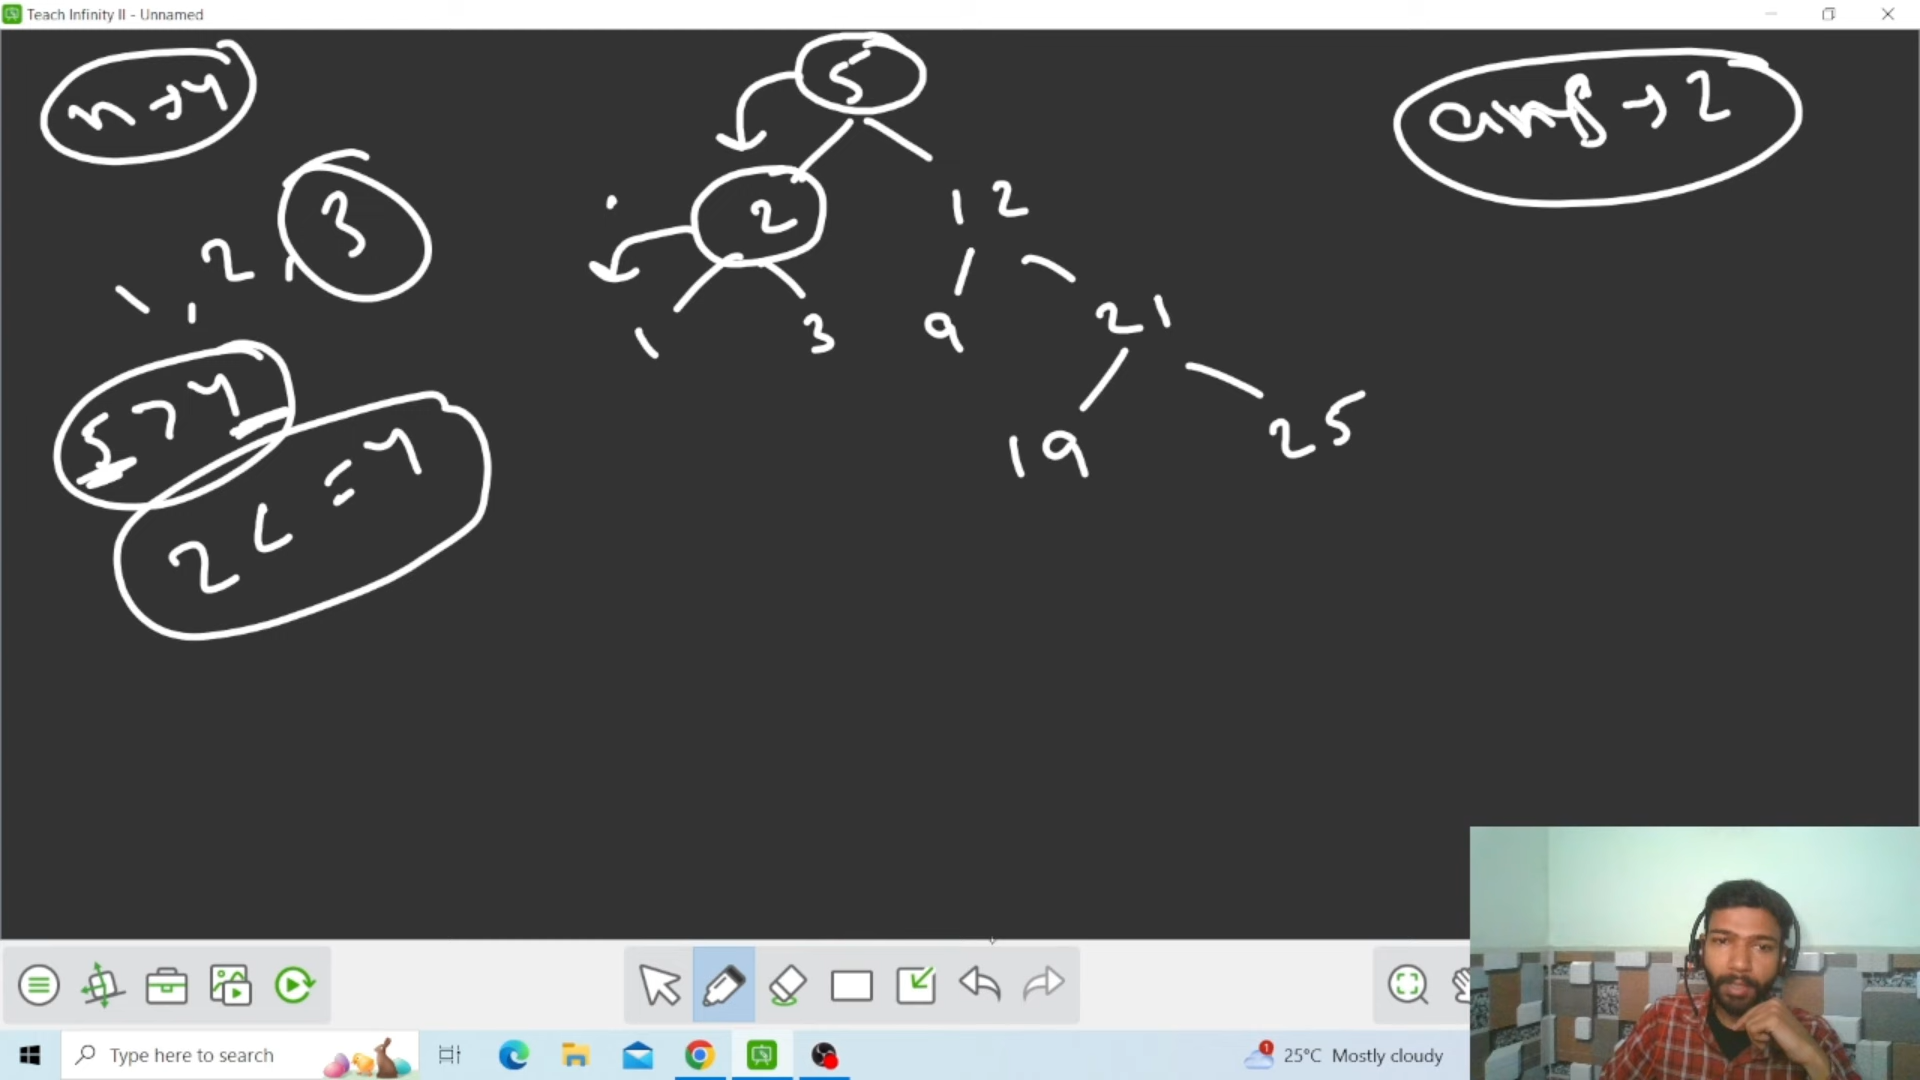 Teach Infinity II - Unnamed
n → 4
5
ans → 2
2
12
1, 2, 3
1
3
9
21
5 > 4
19
25
2 < = 4
Type here to search
1
25°C Mostly cloudy